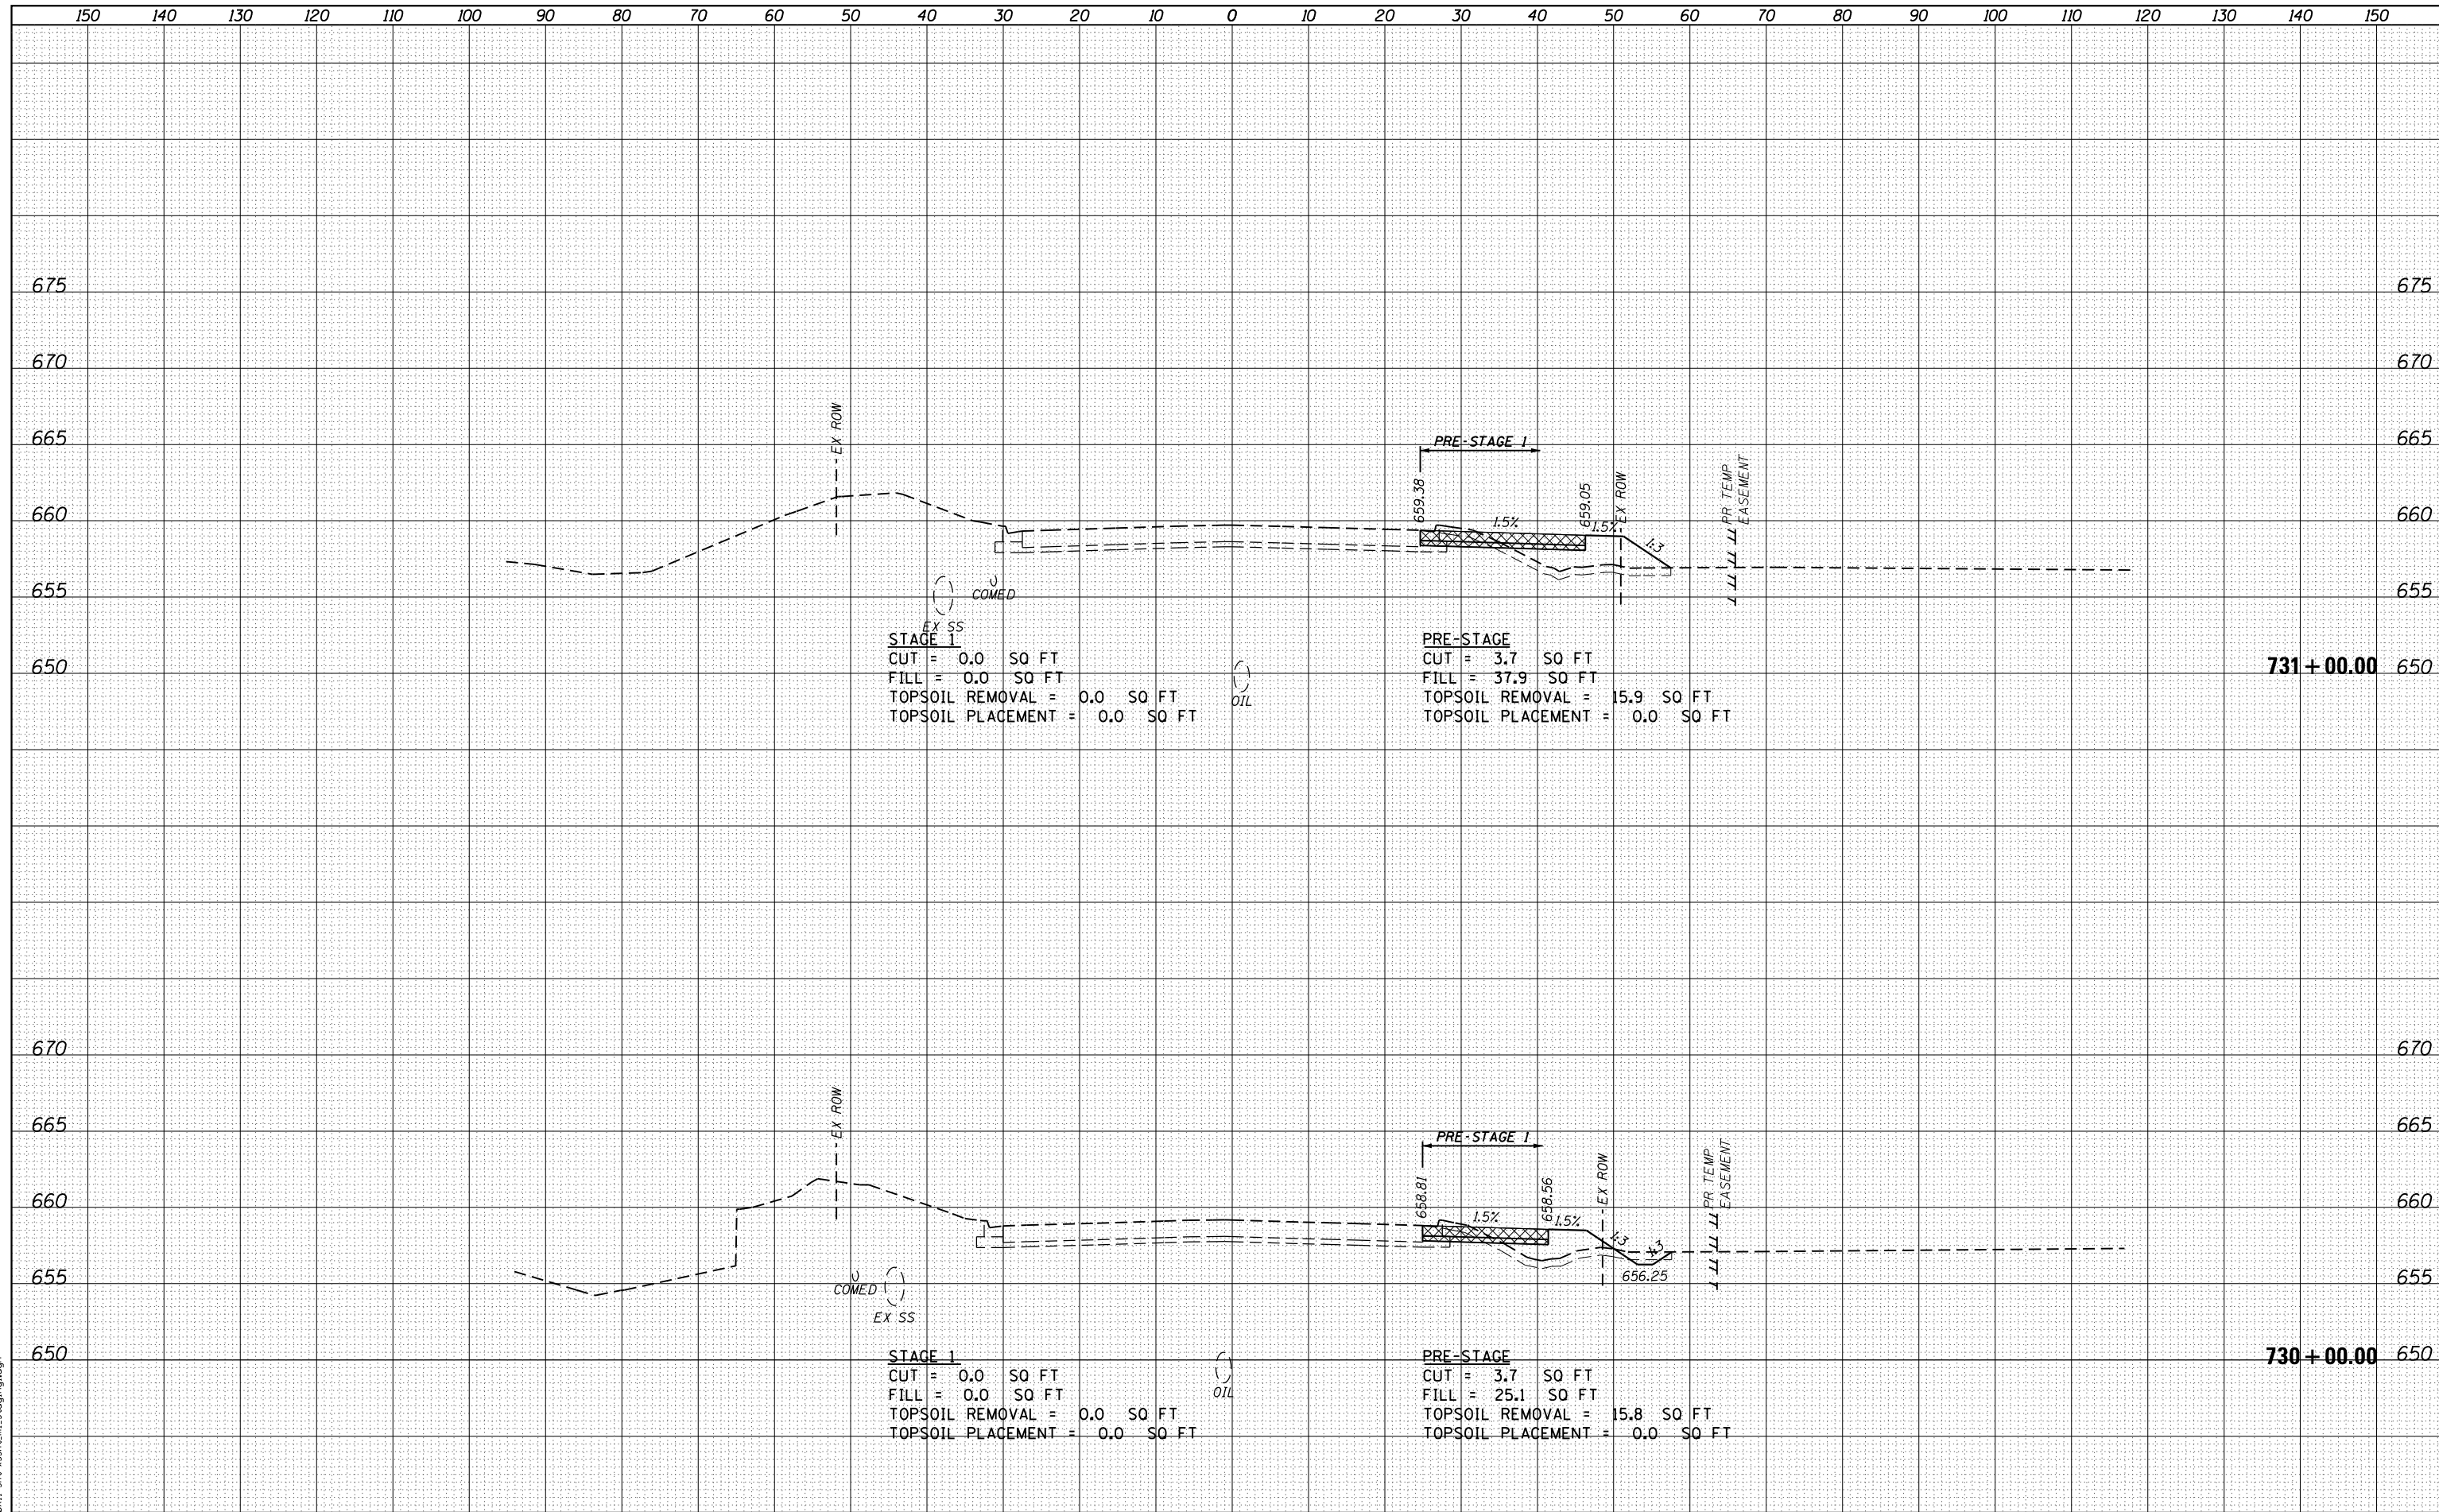 150 140 130 120 110 100 90 80 70 60 50 40 30 20 10 0 10 20 30 40 50 60 70 80 90 100 110 120 130 140 150
675 675
670 670
665 665
EX ROW
PRE-STAGE 1
659.38
659.05
EX ROW
PR TEMP
EASEMENT
660 660
1.5%
1.5%
1:3
655 655
COMED
EX SS
STAGE 1
CUT = 0.0 SQ FT
FILL = 0.0 SQ FT
TOPSOIL REMOVAL = 0.0 SQ FT
TOPSOIL PLACEMENT = 0.0 SQ FT
OIL
PRE-STAGE
CUT = 3.7 SQ FT
FILL = 37.9 SQ FT
TOPSOIL REMOVAL = 15.9 SQ FT
TOPSOIL PLACEMENT = 0.0 SQ FT
650 731+00.00 650
670 670
665 665
EX ROW
PRE-STAGE 1
658.81
658.56
EX ROW
PR TEMP
EASEMENT
660 660
1.5%
1.5%
1:3
1:3
656.25
655 655
COMED
EX SS
650 730+00.00 650
STAGE 1
CUT = 0.0 SQ FT
FILL = 0.0 SQ FT
TOPSOIL REMOVAL = 0.0 SQ FT
TOPSOIL PLACEMENT = 0.0 SQ FT
OIL
PRE-STAGE
CUT = 3.7 SQ FT
FILL = 25.1 SQ FT
TOPSOIL REMOVAL = 15.8 SQ FT
TOPSOIL PLACEMENT = 0.0 SQ FT